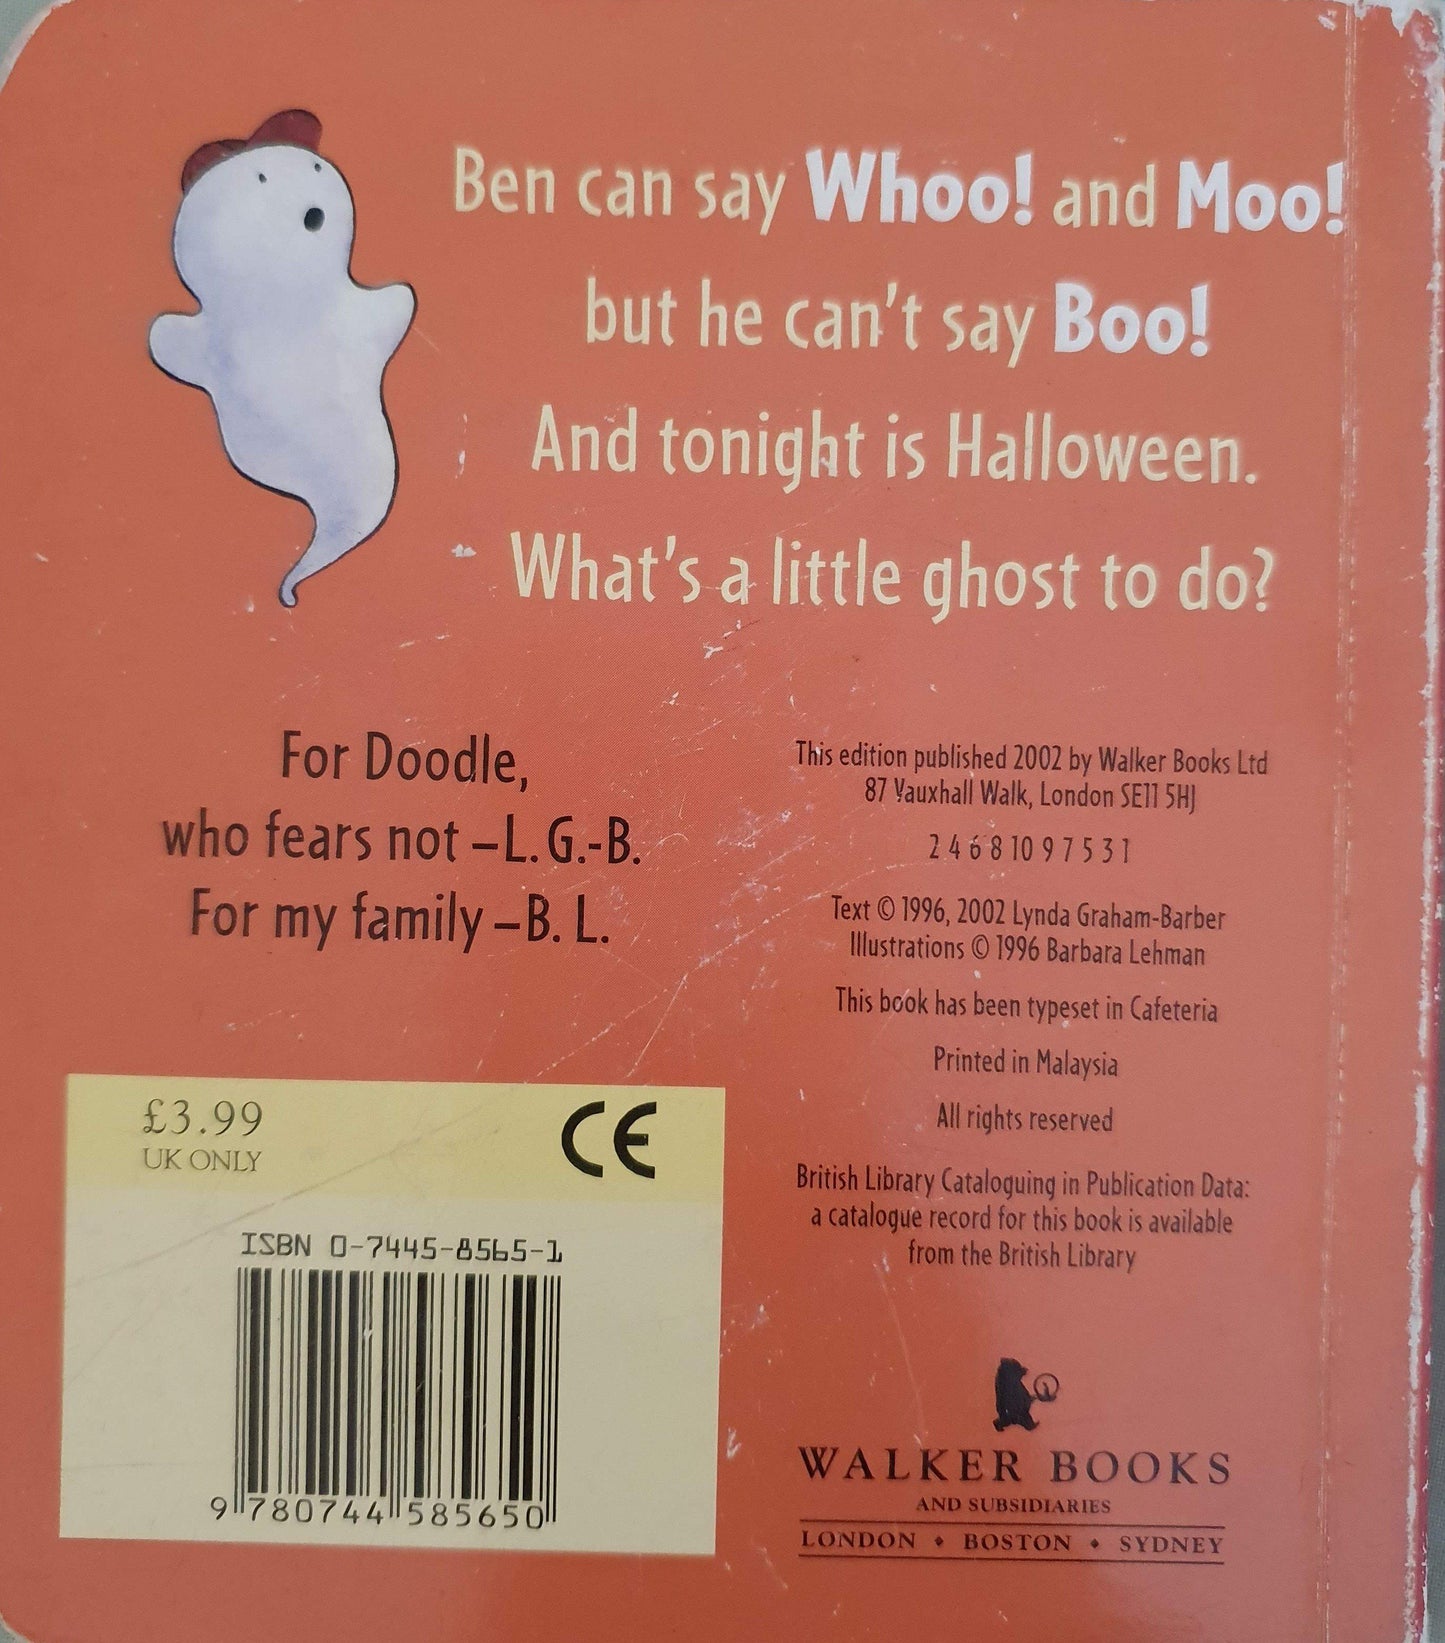 Ben can say Whoo! and Moo!
but he can't say Boo!
And tonight is Halloween.
What's a little ghost to do?
For Doodle,
who fears not –L. G.-B.
For my family –B. L.
This edition published 2002 by Walker Books Ltd
87 Vauxhall Walk, London SE11 5HJ
2 4 6 8 10 9 7 5 3 1
Text © 1996, 2002 Lynda Graham-Barber
Illustrations © 1996 Barbara Lehman
This book has been typeset in Cafeteria
Printed in Malaysia
All rights reserved
British Library Cataloguing in Publication Data:
a catalogue record for this book is available
from the British Library
£3.99
UK ONLY
CE
ISBN 0-7445-8565-1
9 780744 585650
WALKER BOOKS
AND SUBSIDIARIES
LONDON • BOSTON • SYDNEY